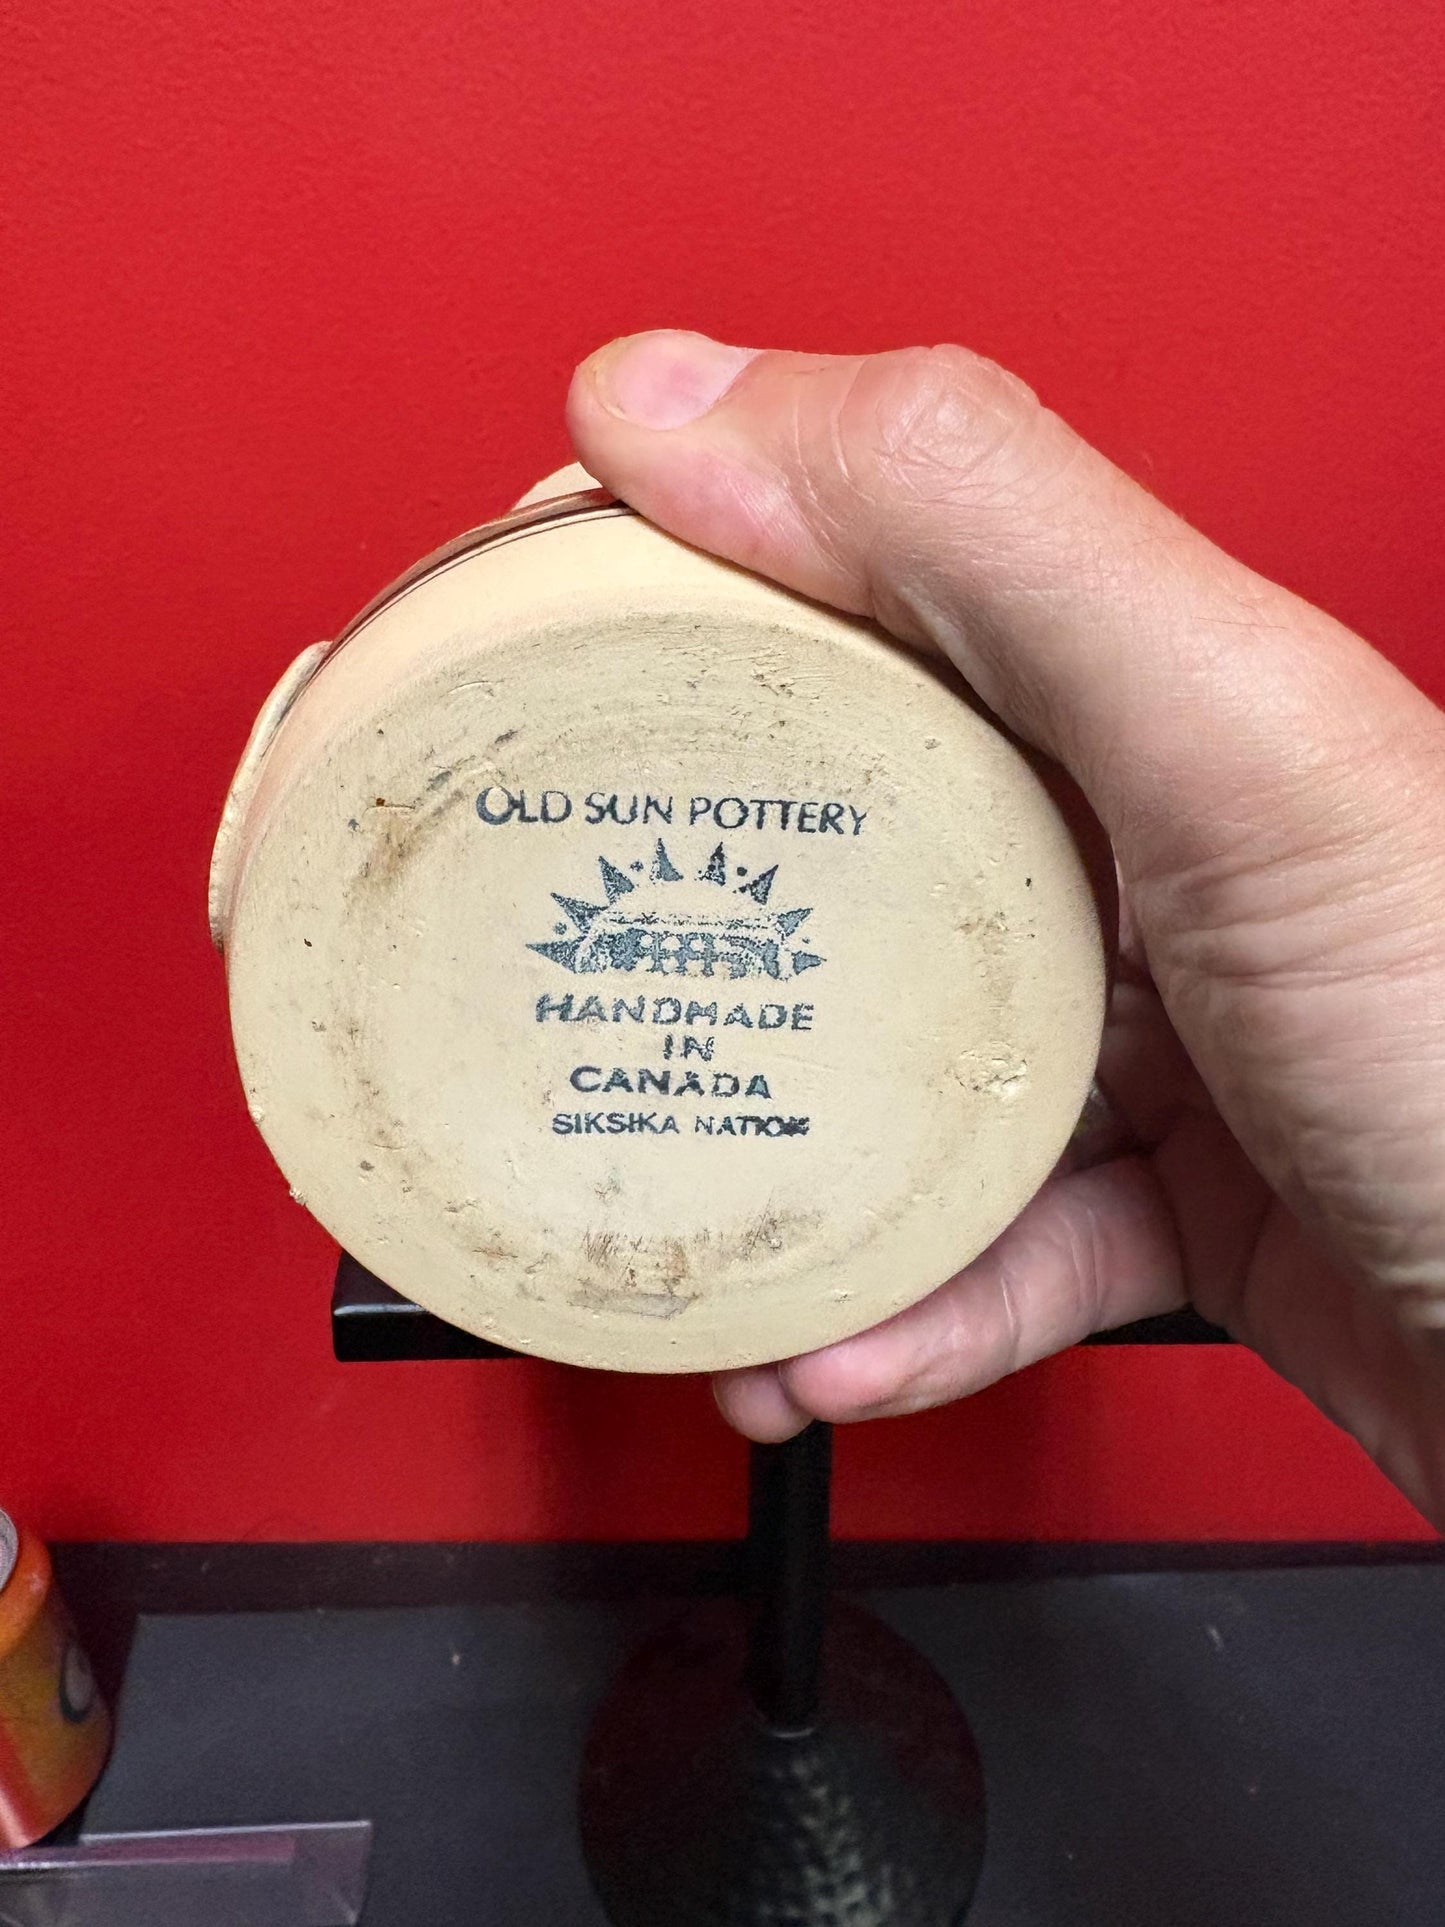 OLD SUN POTTERY
HANDMADE
IN
CANADA
SIKSIKA NATION